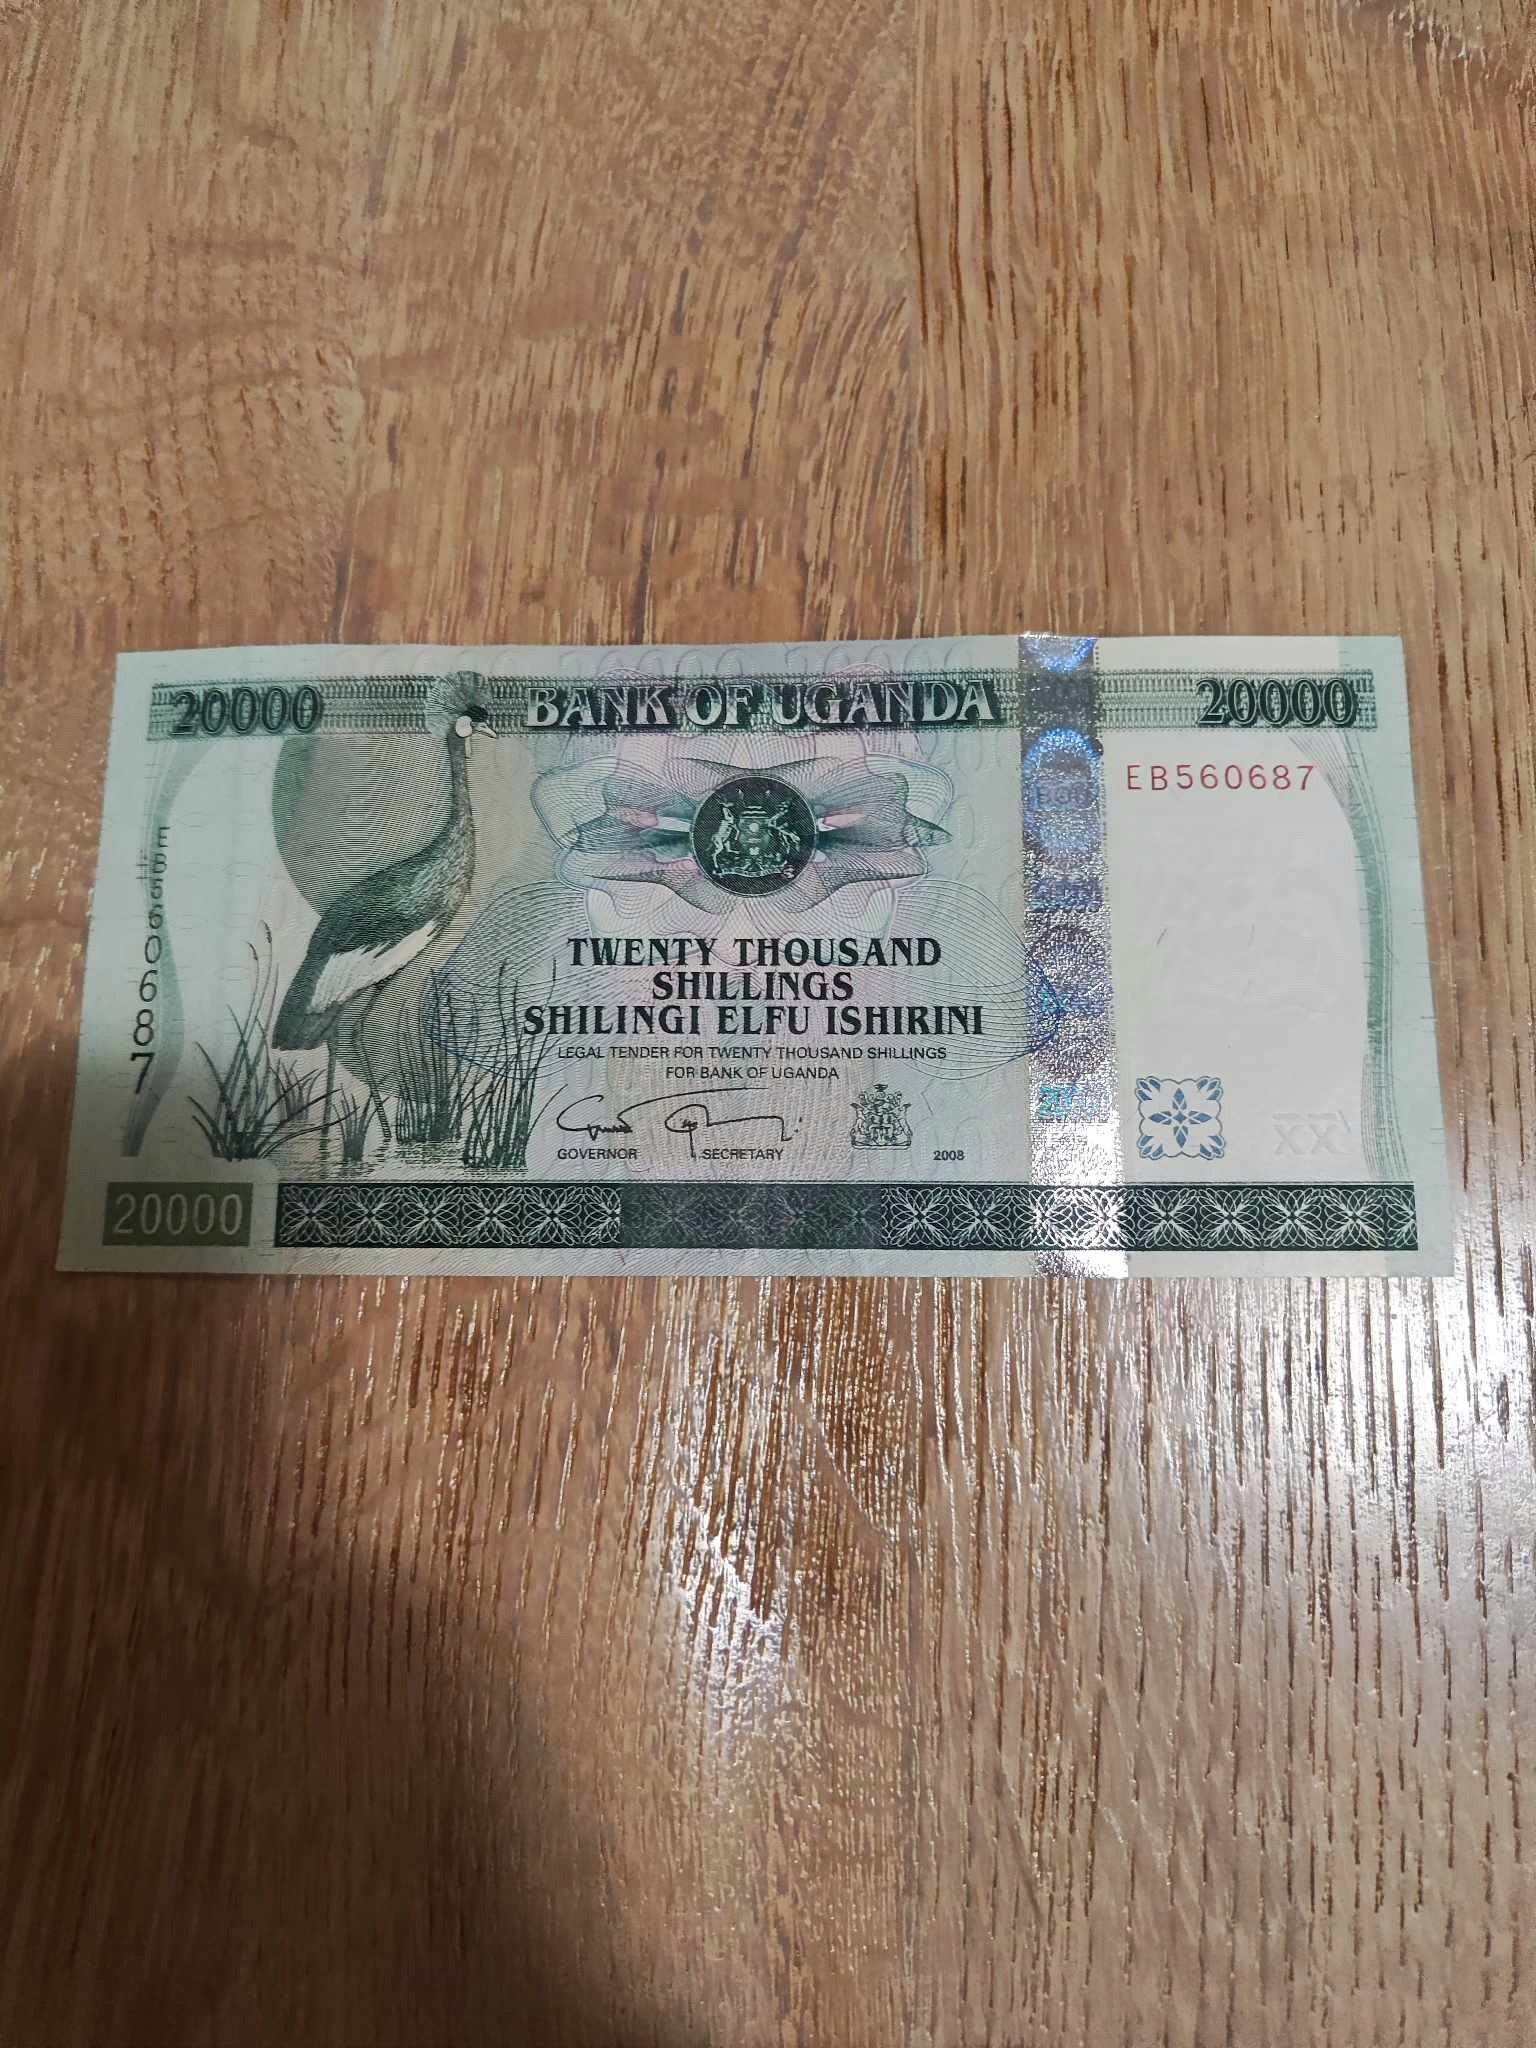 20000
BANK OF UGANDA
20000
EB560687
EB560687
TWENTY THOUSAND
SHILLINGS
SHILINGI ELFU ISHIRINI
LEGAL TENDER FOR TWENTY THOUSAND SHILLINGS
FOR BANK OF UGANDA
GOVERNOR
SECRETARY
2008
20000